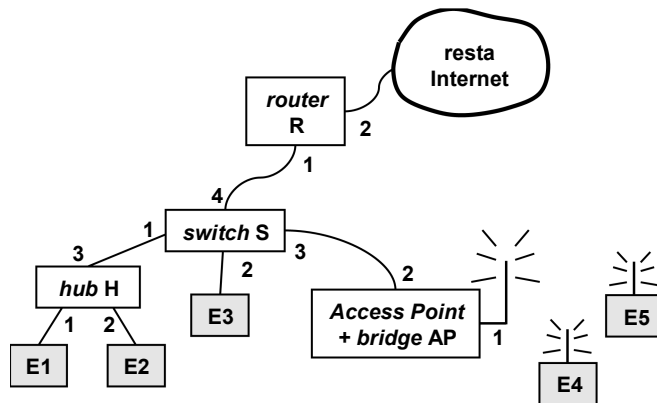 resta
Internet
router
R
2
1
4
1
switch S
3
3
2
2
hub H
E3
Access Point
+ bridge AP
1
1
2
E5
E1
E2
E4